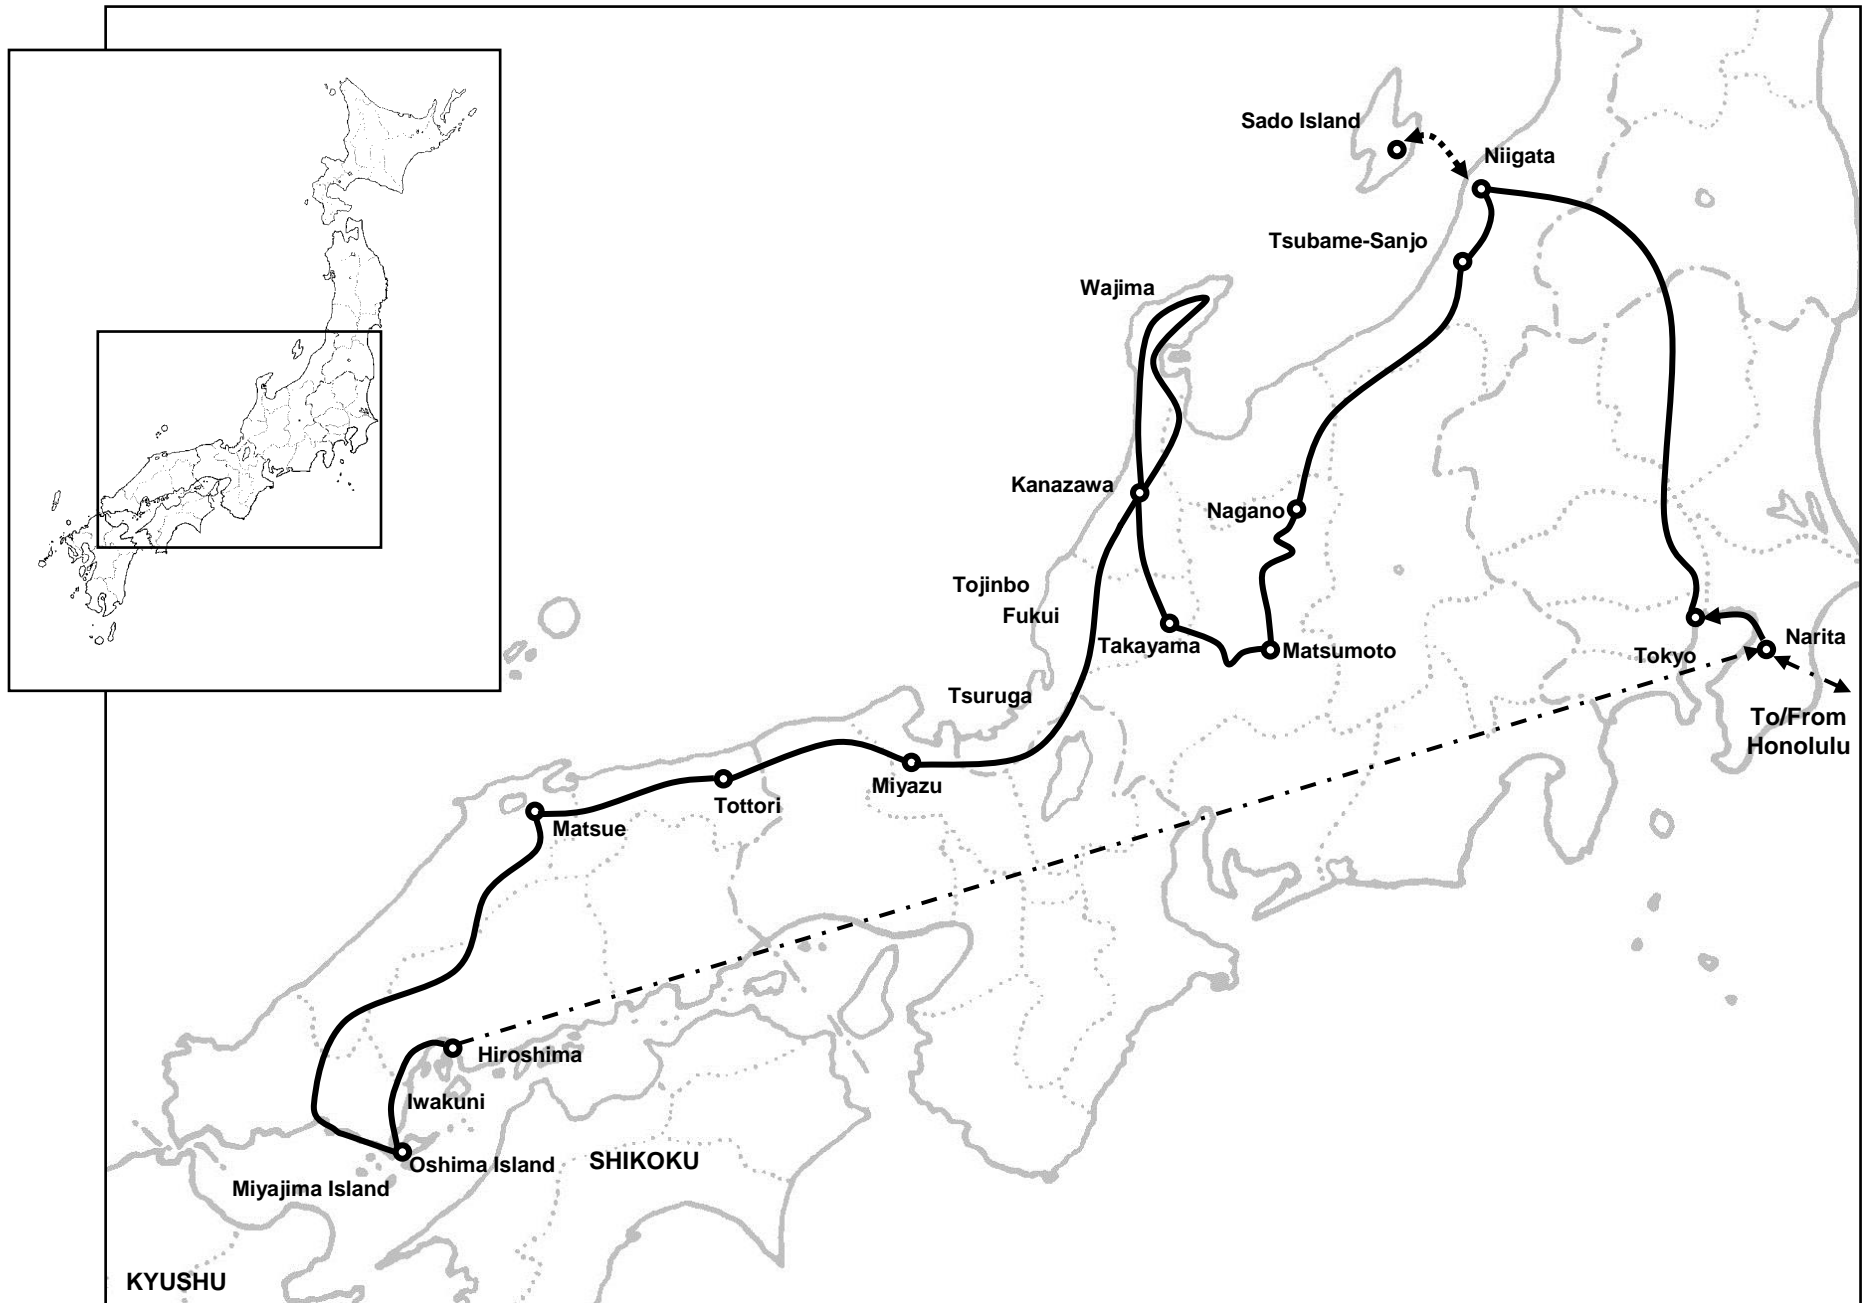 Sado Island
Niigata
Tsubame-Sanjo
Wajima
Kanazawa
Nagano
Tojinbo
Fukui
Takayama
Matsumoto
Narita
Tokyo
Tsuruga
To/From
Honolulu
Miyazu
Tottori
Matsue
Hiroshima
Iwakuni
Oshima Island
SHIKOKU
Miyajima Island
KYUSHU